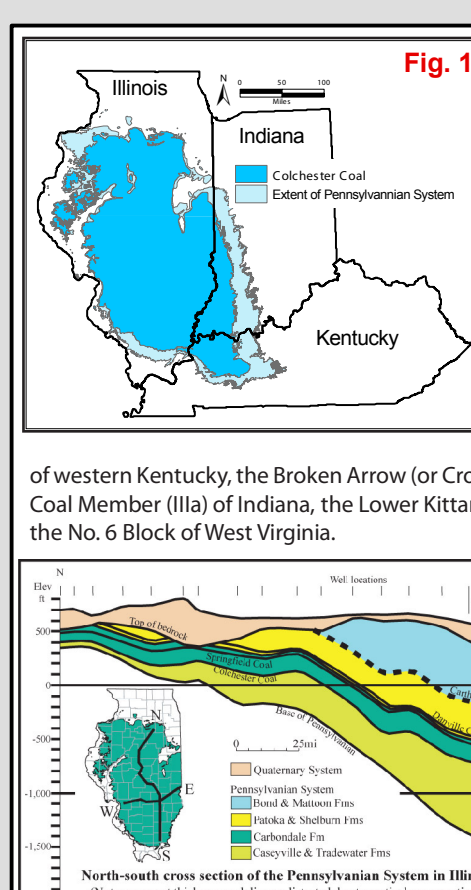 Fig. 1
Illinois
N
0 50 100
Miles
Indiana
Colchester Coal
Extent of Pennsylvannian System
Kentucky
of western Kentucky, the Broken Arrow (or Cro
Coal Member (IIIa) of Indiana, the Lower Kittan
the No. 6 Block of West Virginia.
N
Elev
ft
Well locations
500
Top of bedrock
Springfield Coal
Colchester Coal
0
Base of Pennsylvanian
Carth
Danville C
-500
-1,000
-1,500
N
E
W
S
0 25mi
Quaternary System
Pennsylvanian System
Bond & Mattoon Fms
Patoka & Shelburn Fms
Carbondale Fm
Caseyville & Tradewater Fms
North-south cross section of the Pennsylvanian System in Illi